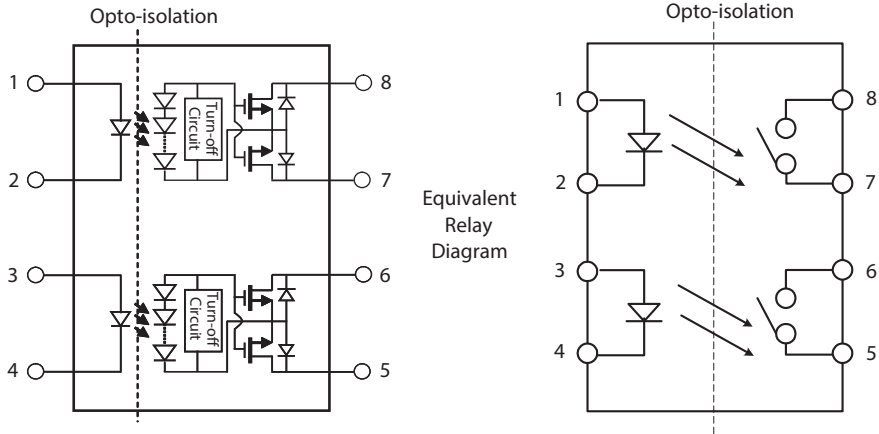 Opto-isolation
1
2
3
4
Turn-off
Circuit
Turn-off
Circuit
8
7
6
5
Equivalent
Relay
Diagram
Opto-isolation
1
2
3
4
8
7
6
5